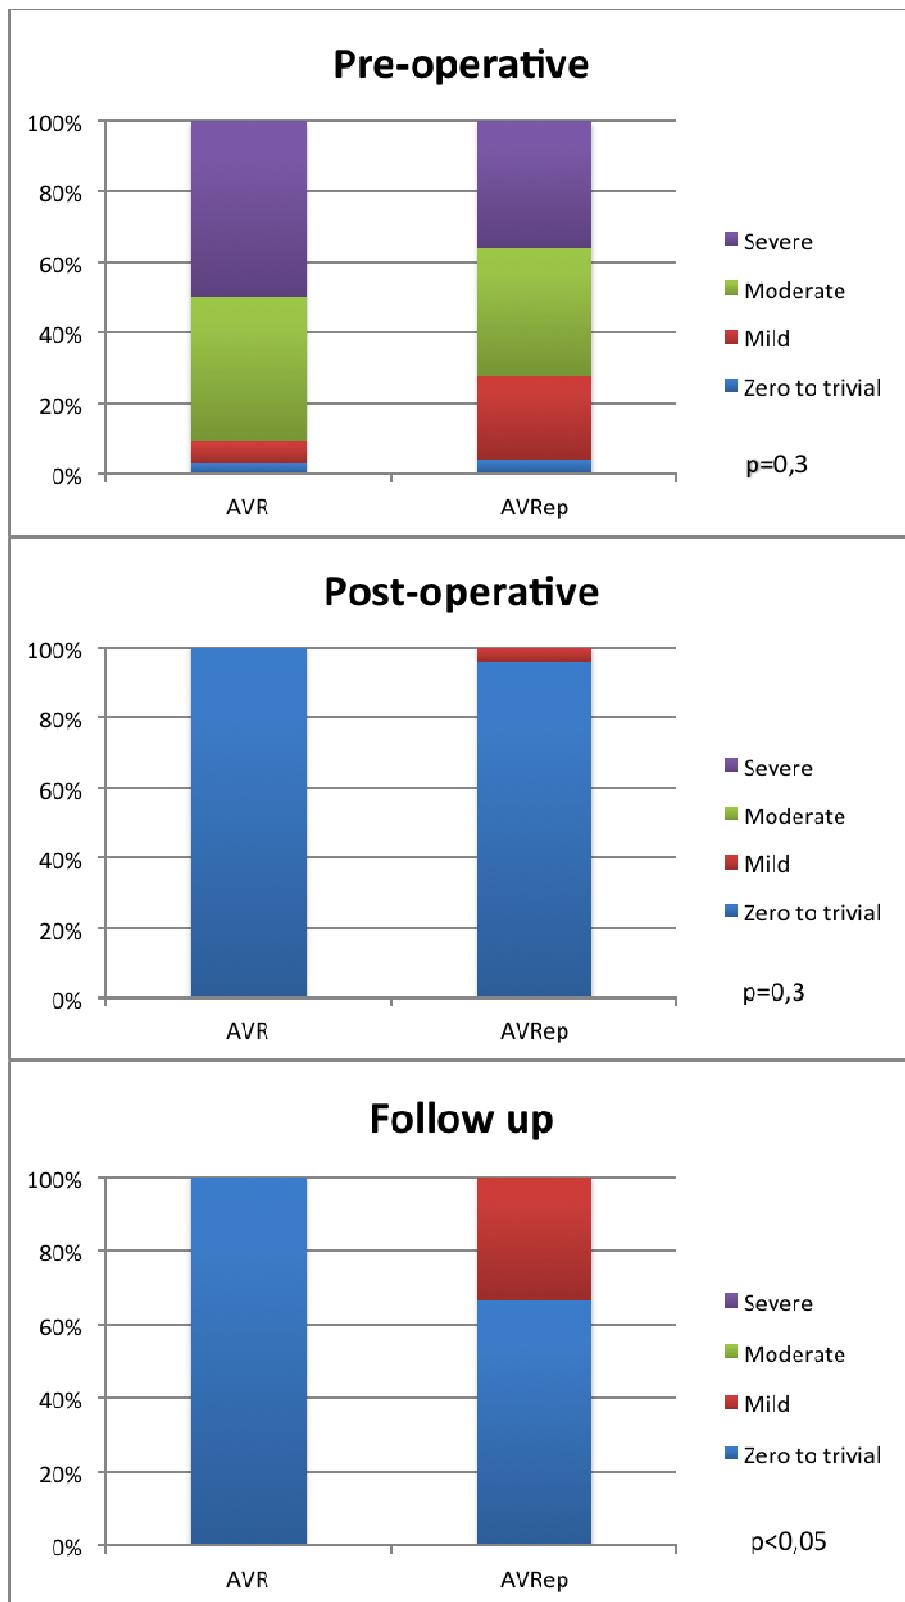 Pre-operative
100%
80%
60%
40%
20%
0%
AVR
AVRep
Severe
Moderate
Mild
Zero to trivial
p=0,3
Post-operative
100%
80%
60%
40%
20%
0%
AVR
AVRep
Severe
Moderate
Mild
Zero to trivial
p=0,3
Follow up
100%
80%
60%
40%
20%
0%
AVR
AVRep
Severe
Moderate
Mild
Zero to trivial
p<0,05